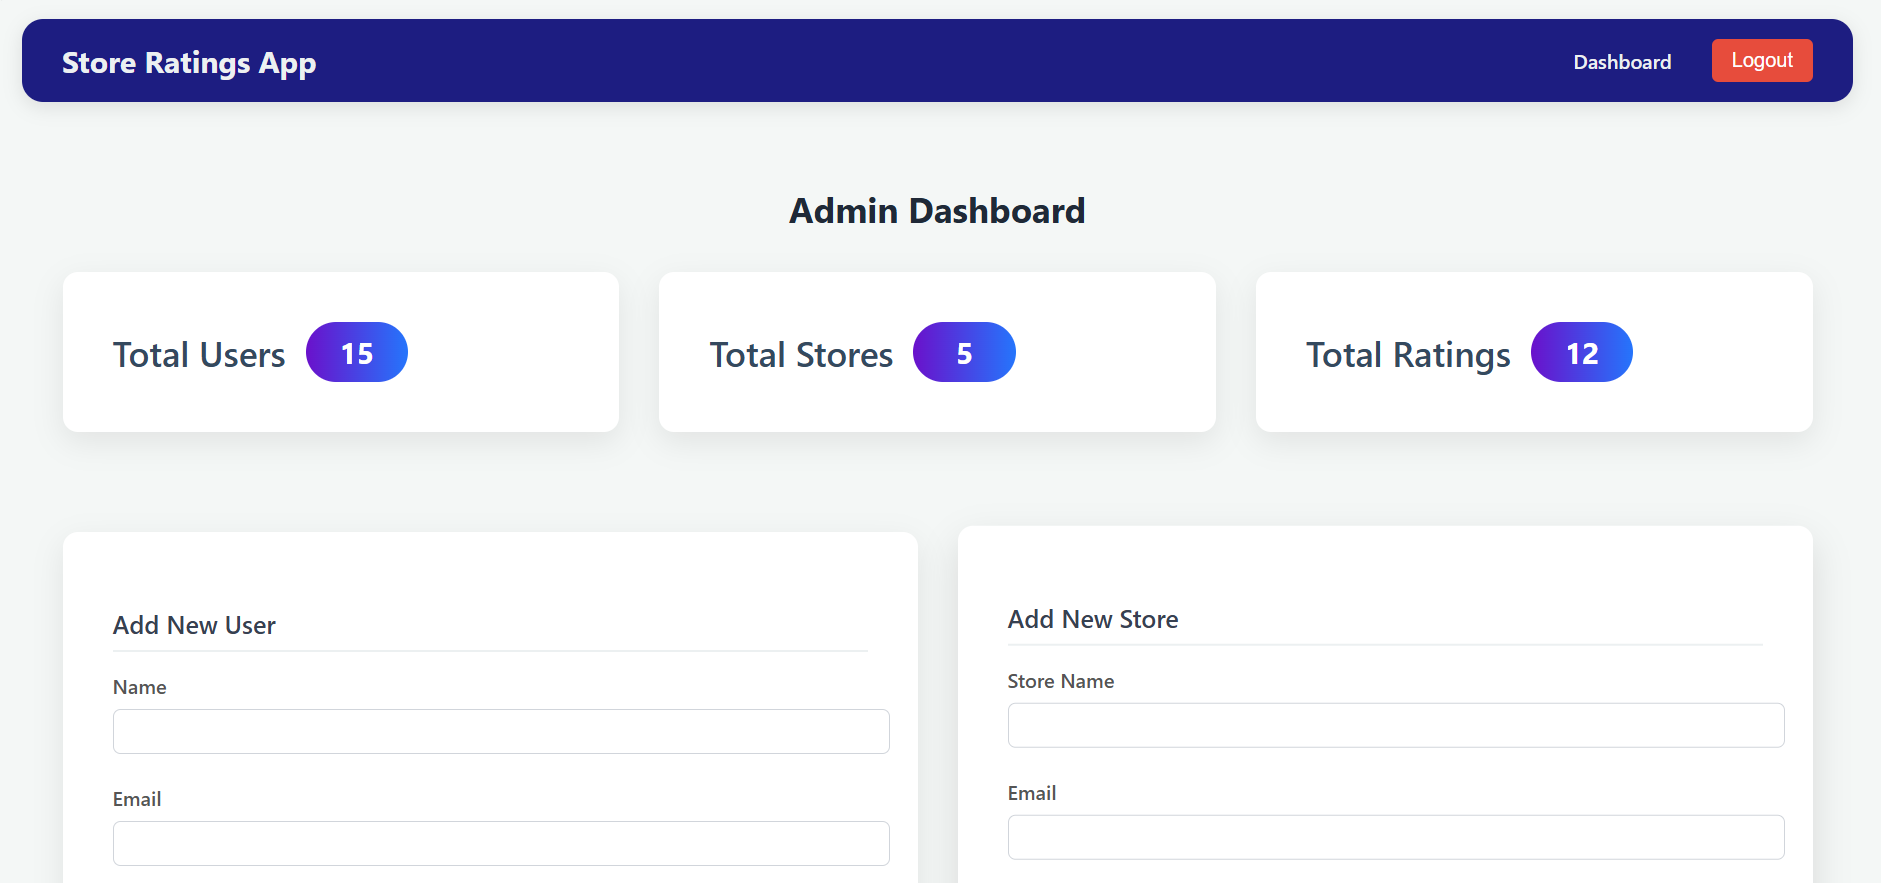 Store Ratings App
Dashboard
Logout
Admin Dashboard
Total Users 15
Total Stores 5
Total Ratings 12
Add New User
Name
Email
Add New Store
Store Name
Email